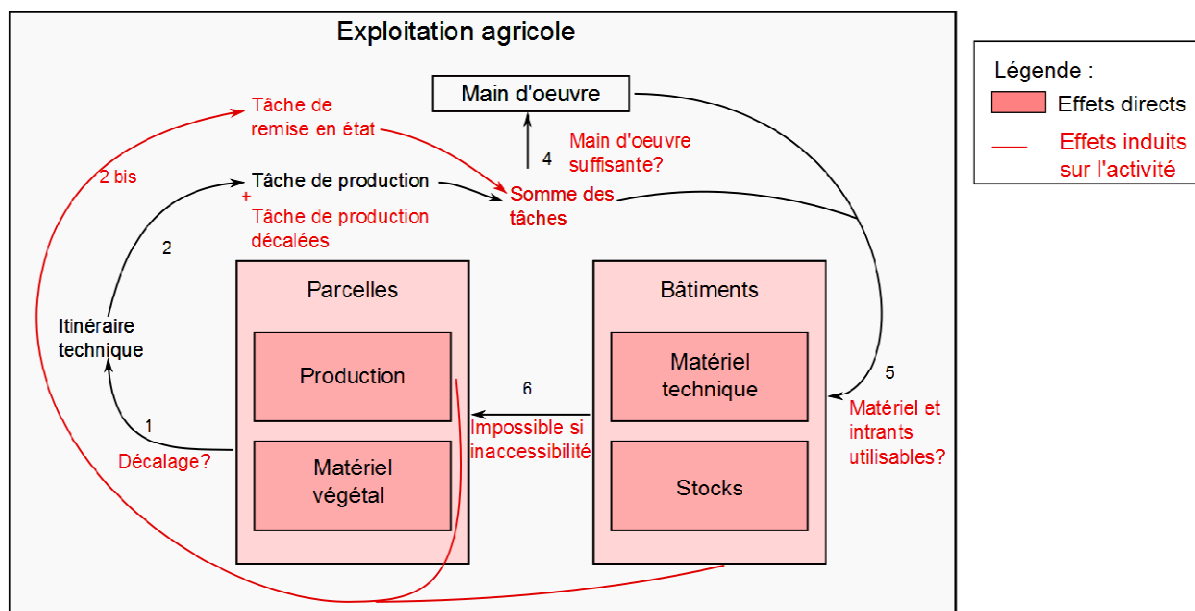 Exploitation agricole
Légende :
Effets directs
Effets induits
sur l'activité
Main d'oeuvre
Tâche de
remise en état
4
Main d'oeuvre
suffisante?
2 bis
Tâche de production
+
Tâche de production
décalées
Somme des
tâches
2
Parcelles
Bâtiments
Itinéraire
technique
Production
Matériel
technique
6
5
Impossible si
inaccessibilité
Matériel et
intrants
utilisables?
1
Décalage?
Matériel
végétal
Stocks